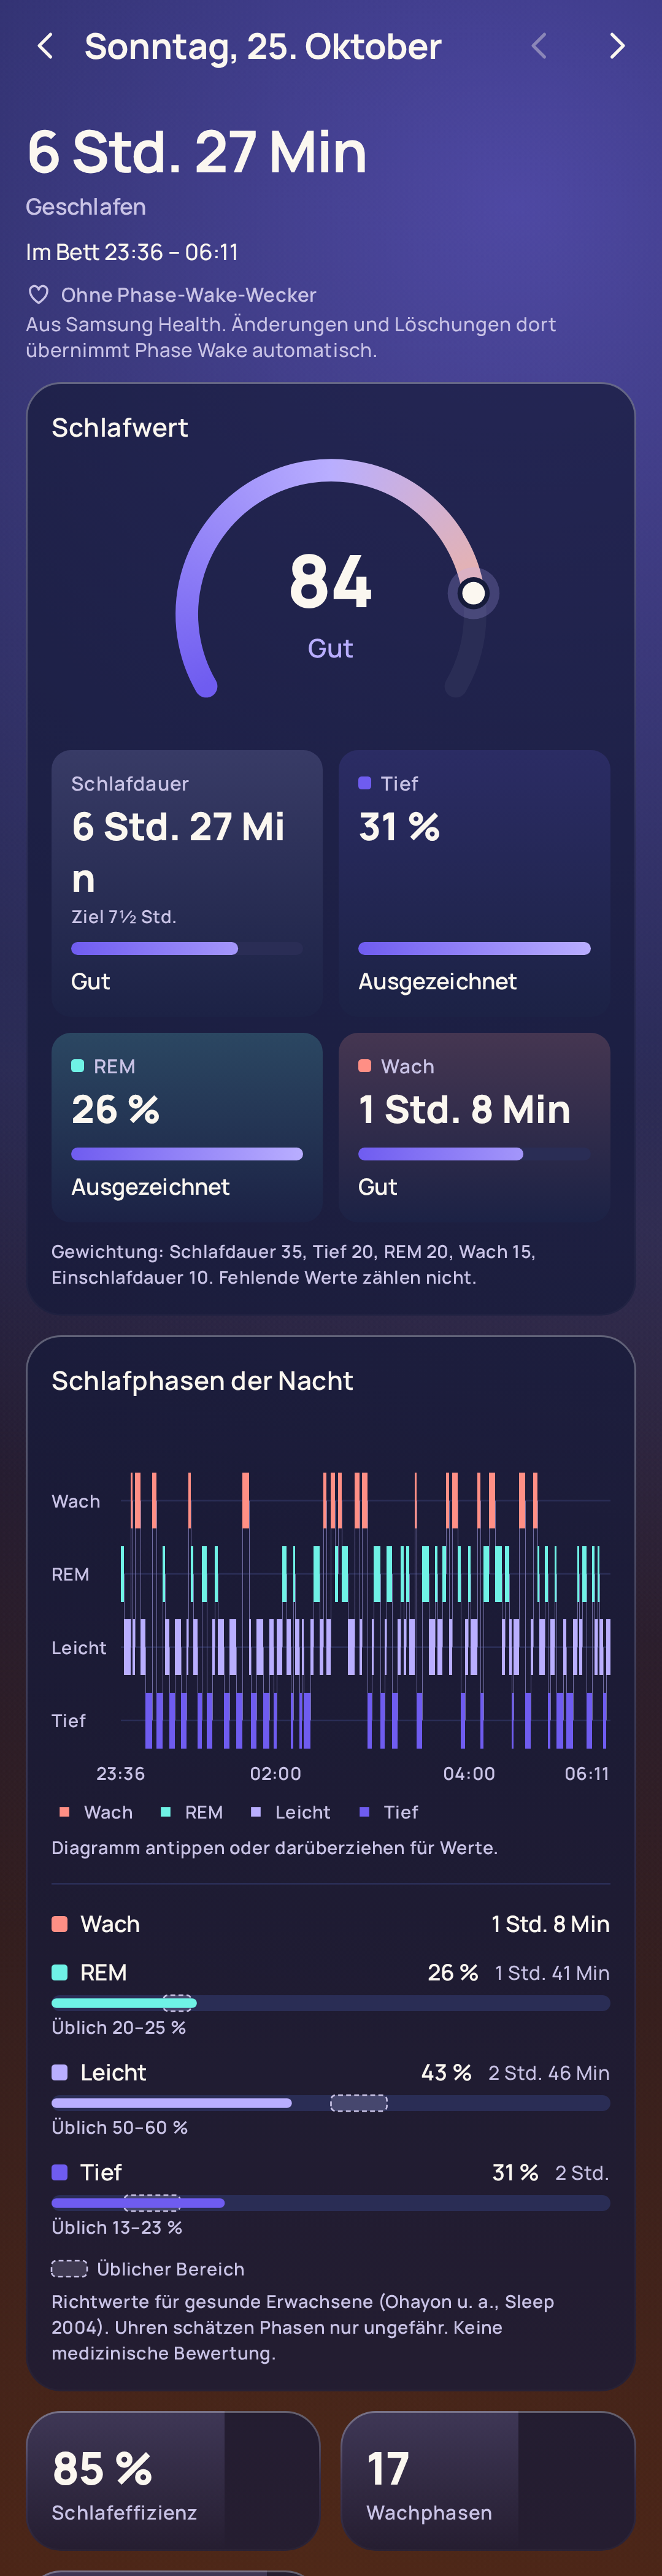 Sonntag, 25. Oktober
6 Std. 27 Min
Geschlafen
Im Bett 23:36 – 06:11
Ohne Phase-Wake-Wecker
Aus Samsung Health. Änderungen und Löschungen dort
übernimmt Phase Wake automatisch.
Schlafwert
84
Gut
Schlafdauer
6 Std. 27 Mi
n
Ziel 7½ Std.
Gut
Tief
31 %
Ausgezeichnet
REM
26 %
Ausgezeichnet
Wach
1 Std. 8 Min
Gut
Gewichtung: Schlafdauer 35, Tief 20, REM 20, Wach 15,
Einschlafdauer 10. Fehlende Werte zählen nicht.
Schlafphasen der Nacht
Wach
REM
Leicht
Tief
23:36 02:00 04:00 06:11
Wach REM Leicht Tief
Diagramm antippen oder darüberziehen für Werte.
Wach 1 Std. 8 Min
REM 26 % 1 Std. 41 Min
Üblich 20–25 %
Leicht 43 % 2 Std. 46 Min
Üblich 50–60 %
Tief 31 % 2 Std.
Üblich 13–23 %
Üblicher Bereich
Richtwerte für gesunde Erwachsene (Ohayon u. a., Sleep
2004). Uhren schätzen Phasen nur ungefähr. Keine
medizinische Bewertung.
85 %
Schlafeffizienz
17
Wachphasen